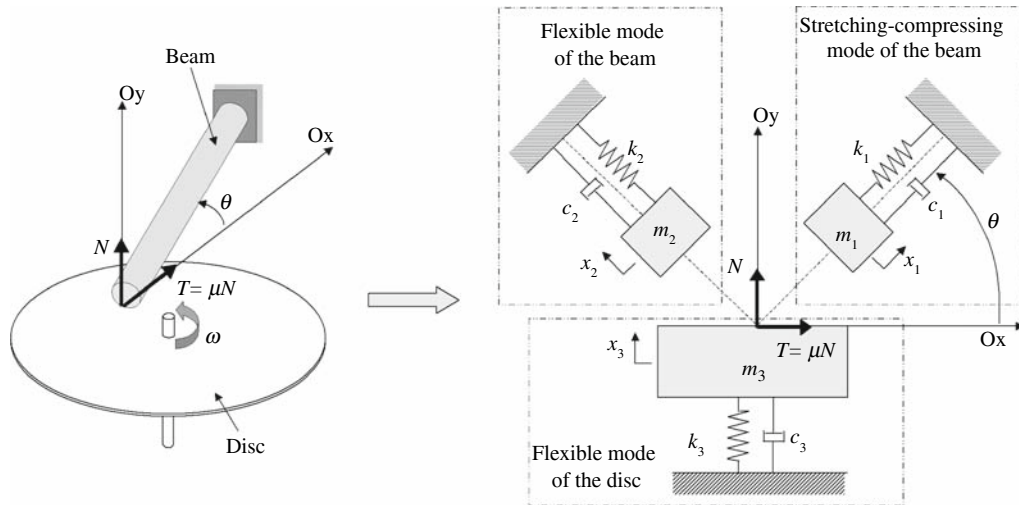 Beam
Oy
Ox
θ
N
T = μN
ω
Disc
Flexible mode
of the beam
Stretching-compressing
mode of the beam
Oy
k2
c2
m2
x2
k1
c1
m1
x1
θ
N
Ox
T = μN
x3
m3
k3
c3
Flexible mode
of the disc